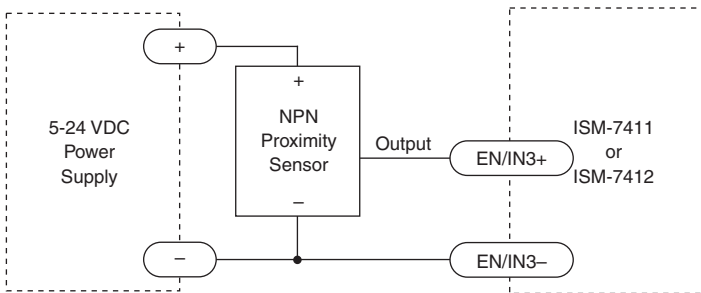 +
5-24 VDC
Power
Supply
+
NPN
Proximity
Sensor
–
Output
EN/IN3+
ISM-7411
or
ISM-7412
–
EN/IN3–